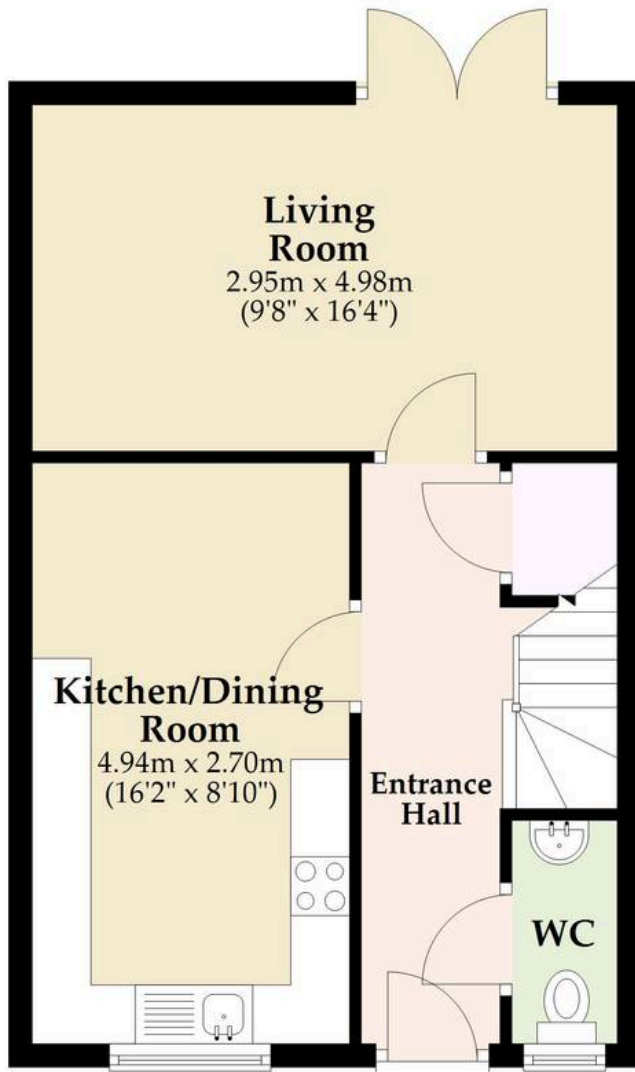 Living
Room
2.95m x 4.98m
(9'8" x 16'4")
Kitchen/Dining
Room
4.94m x 2.70m
(16'2" x 8'10")
Entrance
Hall
WC